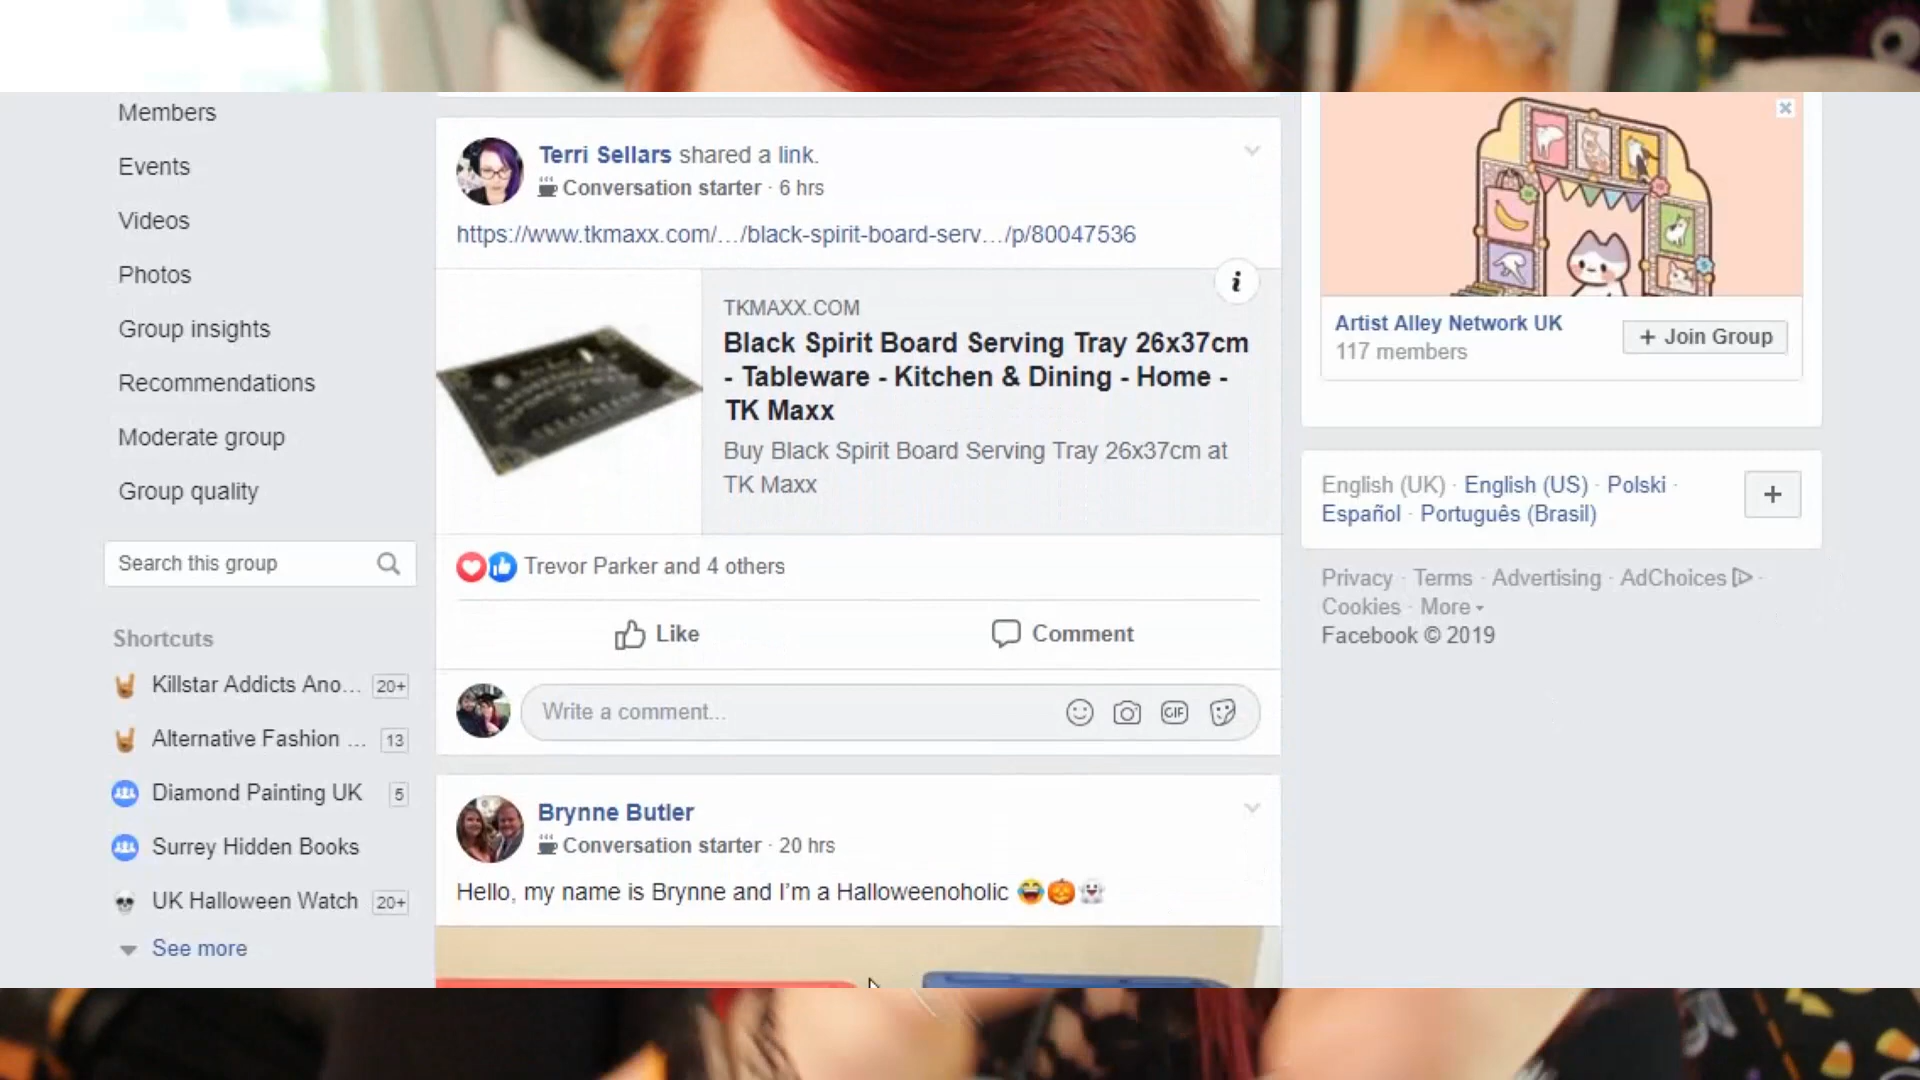 Members
Events
Videos
Photos
Group insights
Recommendations
Moderate group
Group quality
Search this group
Shortcuts
Killstar Addicts Ano... 20+
Alternative Fashion ... 13
Diamond Painting UK 5
Surrey Hidden Books
UK Halloween Watch 20+
See more
Terri Sellars shared a link.
Conversation starter · 6 hrs
https://www.tkmaxx.com/.../black-spirit-board-serv.../p/80047536
TKMAXX.COM
Black Spirit Board Serving Tray 26x37cm
- Tableware - Kitchen & Dining - Home -
TK Maxx
Buy Black Spirit Board Serving Tray 26x37cm at
TK Maxx
Trevor Parker and 4 others
Like Comment
Write a comment...
GIF
Brynne Butler
Conversation starter · 20 hrs
Hello, my name is Brynne and I'm a Halloweenoholic 😂🎃👻
Artist Alley Network UK
117 members
+ Join Group
English (UK) · English (US) · Polski ·
Español · Português (Brasil)
Privacy · Terms · Advertising · AdChoices ·
Cookies · More
Facebook © 2019